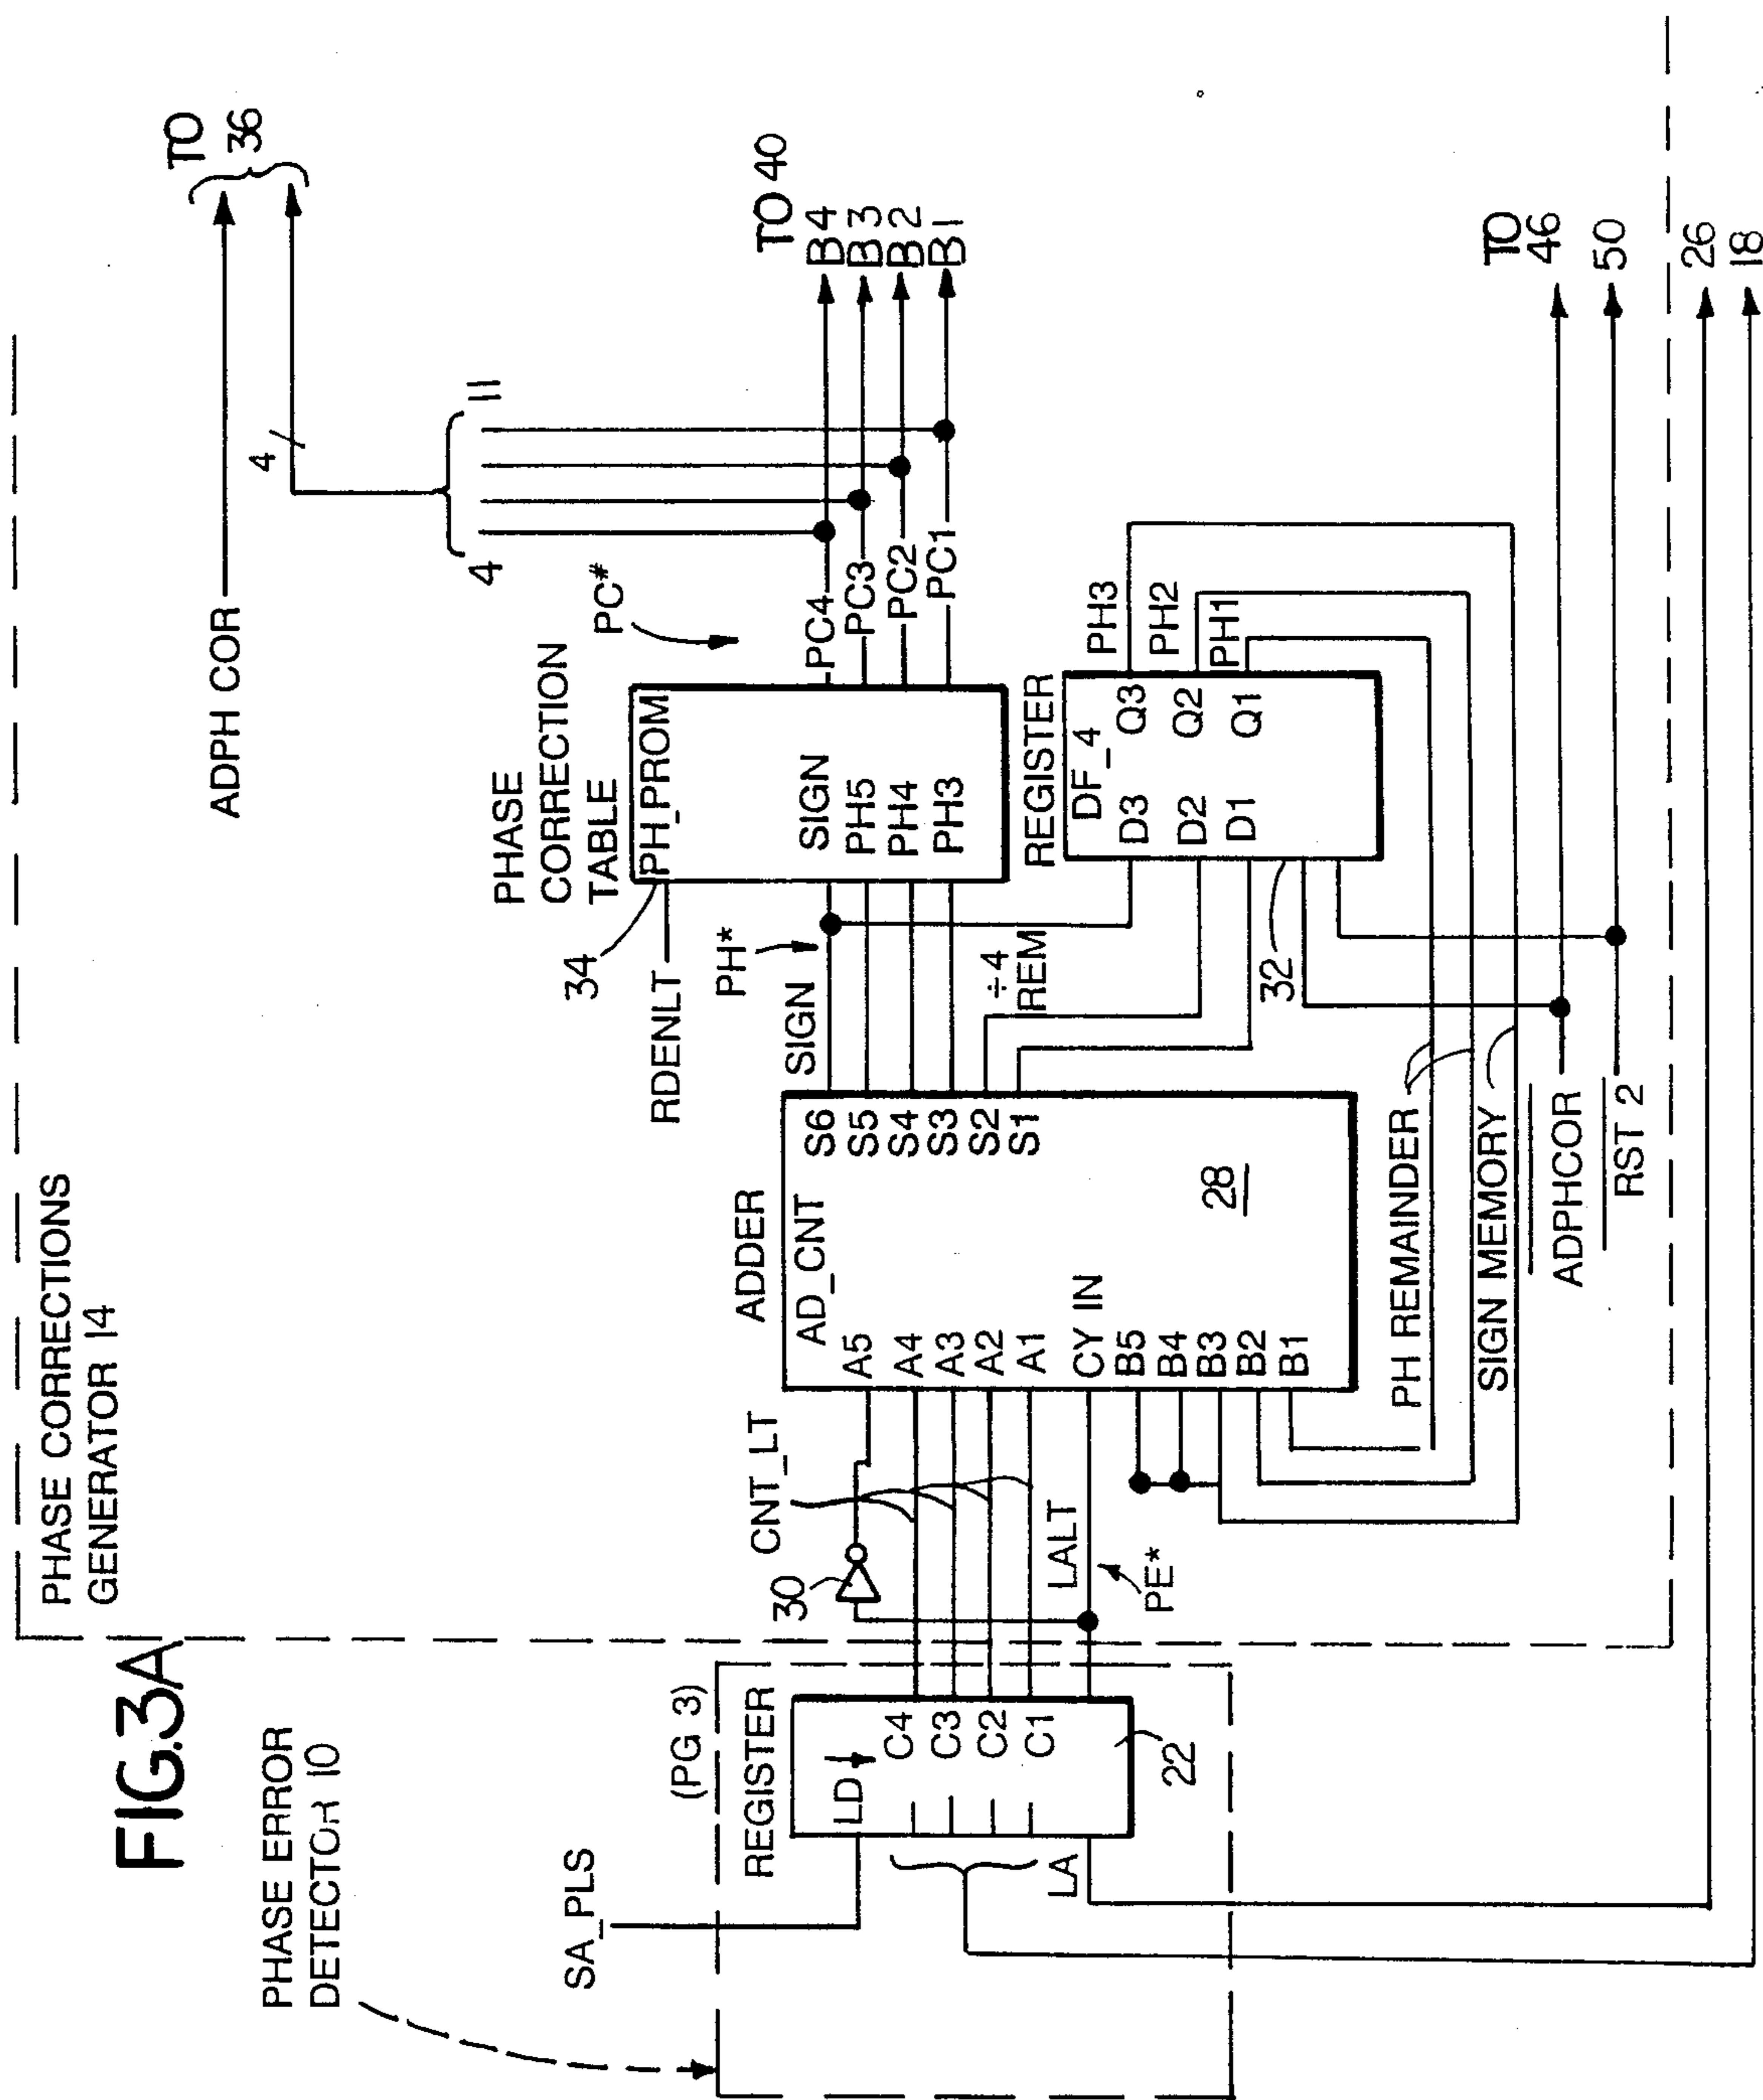 FIG.3A
PHASE CORRECTIONS
GENERATOR 14
PHASE ERROR
DETECTOR 10
(PG 3)
SA_PLS
REGISTER
LD
C4
C3
C2
C1
LA
22
30
CNT_LT
LALT
PE*
ADDER
AD_CNT
A5
A4
A3
A2
A1
CY IN
B5
B4
B3
B2
B1
S6
S5
S4
S3
S2
S1
28
SIGN
PH*
÷4
REM
RDENLT
34
PHASE
CORRECTION
TABLE
PH_PROM
SIGN
PH5
PH4
PH3
PC#
PC4
PC3
PC2
PC1
4
11
4
ADPH COR
TO
36
TO 40
B4
B3
B2
B1
REGISTER
DF_4
D3
D2
D1
Q3
Q2
Q1
32
PH3
PH2
PH1
PH REMAINDER
SIGN MEMORY
ADPHCOR
RST 2
TO
46
50
26
18